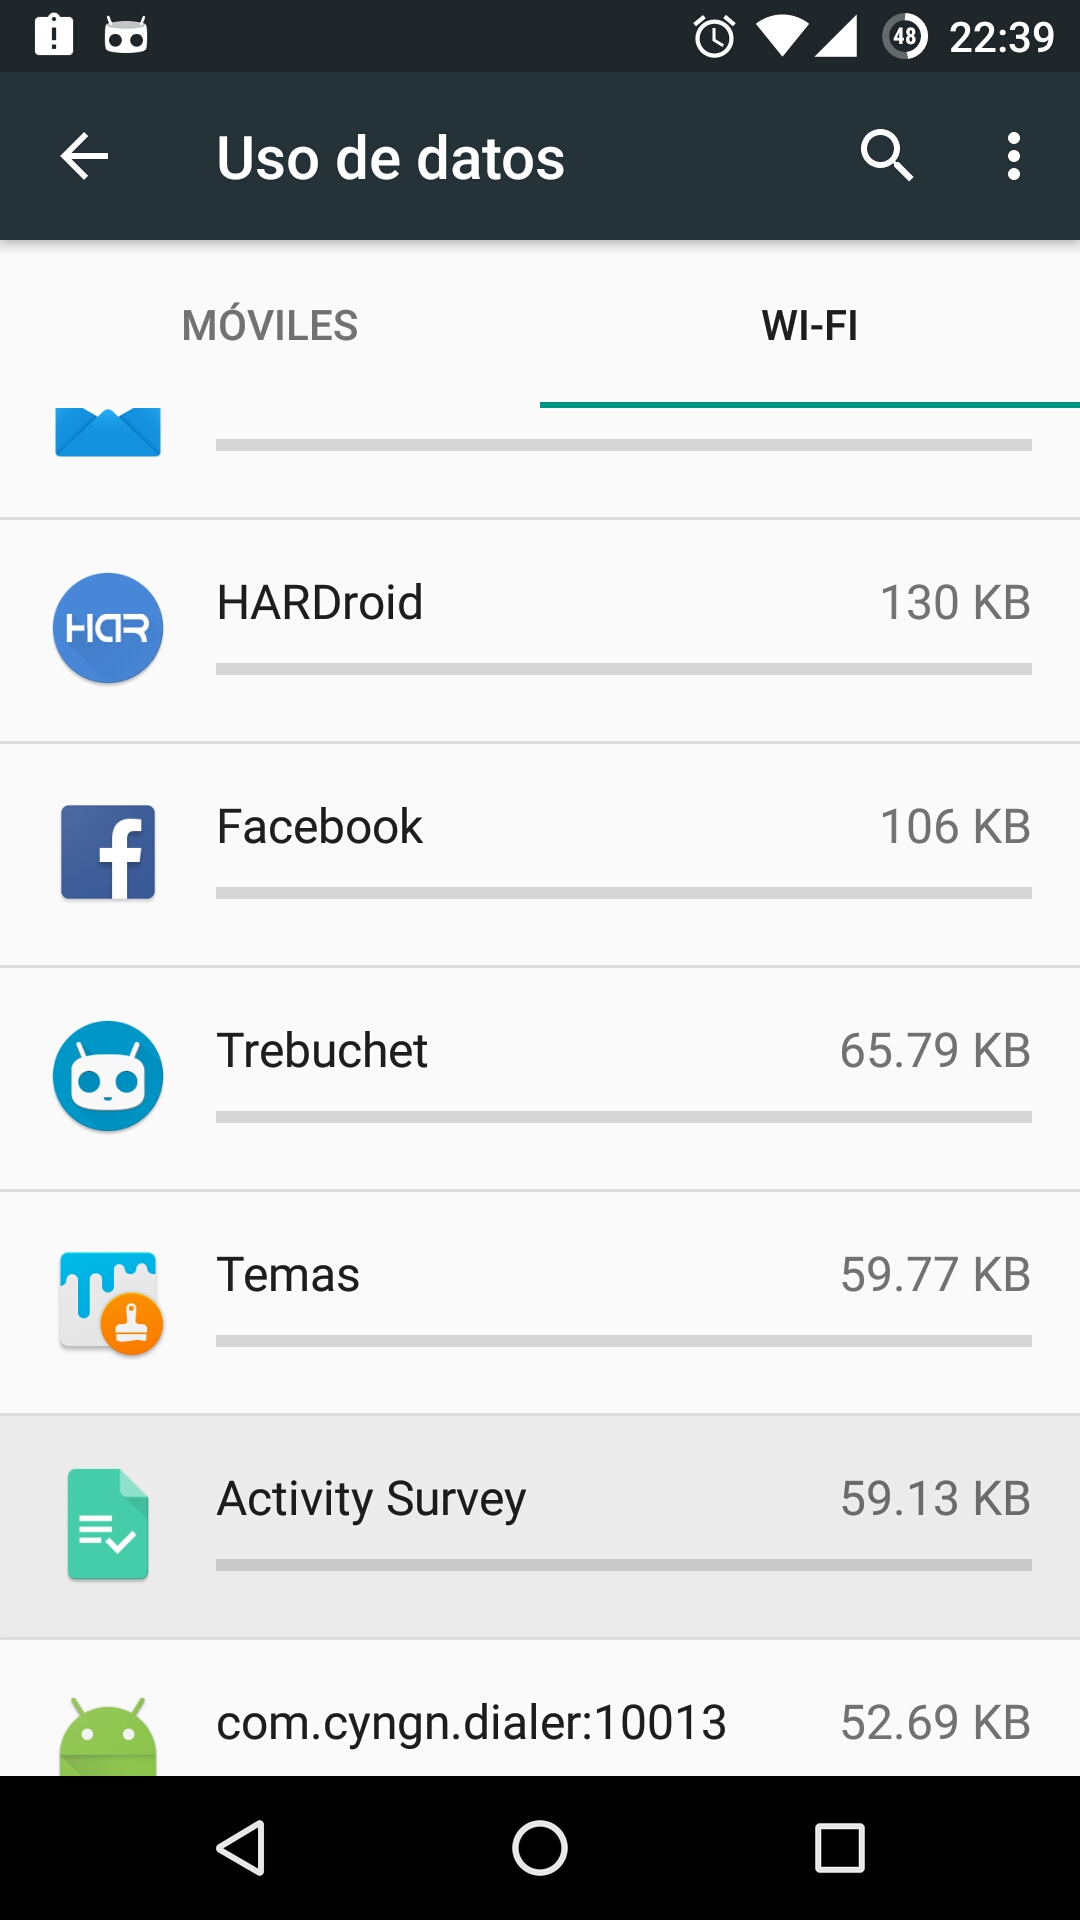 48 22:39
Uso de datos
MÓVILES WI-FI
HAR HARDroid 130 KB
Facebook 106 KB
Trebuchet 65.79 KB
Temas 59.77 KB
Activity Survey 59.13 KB
com.cyngn.dialer:10013 52.69 KB